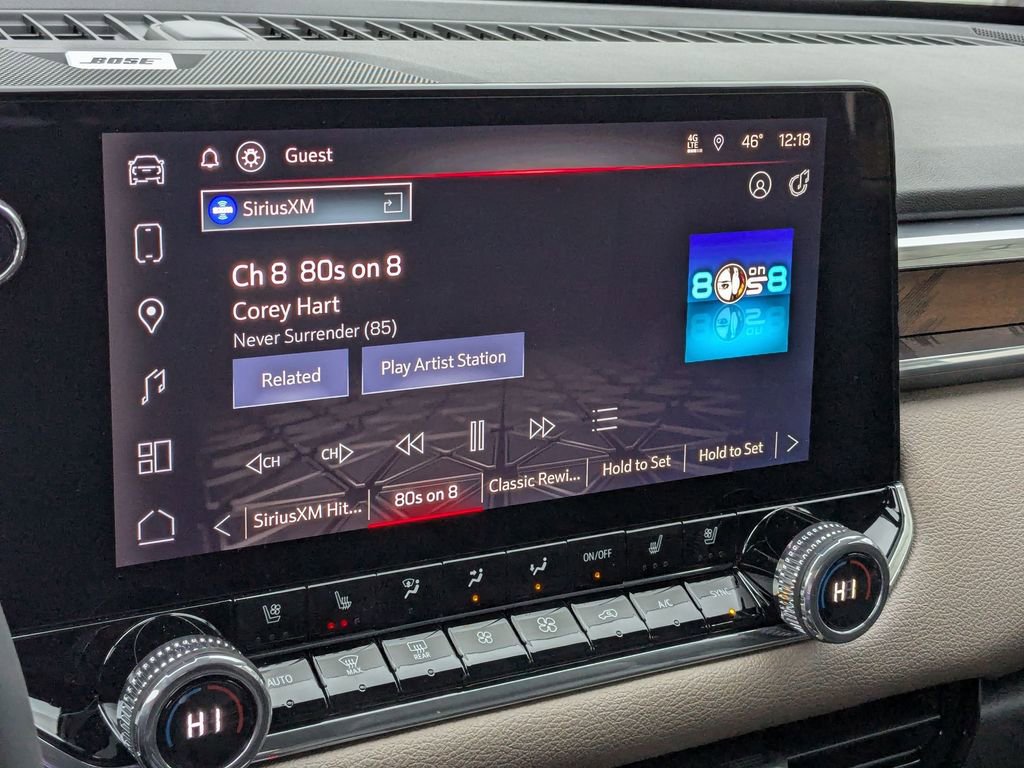 BOSE
Guest
4G
LTE
46° 12:18
SiriusXM
Ch 8 80s on 8
Corey Hart
Never Surrender (85)
Related
Play Artist Station
80s on 8
CH
CH
SiriusXM Hit...
80s on 8
Classic Rewi...
Hold to Set
Hold to Set
ON/OFF
AUTO
MAX
REAR
A/C
SYNC
HI
HI